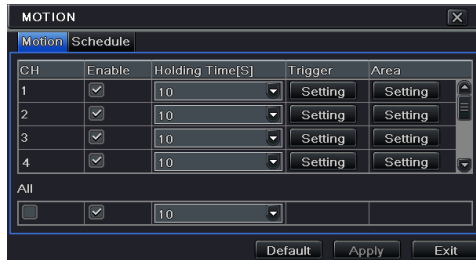 MOTION
Motion Schedule
CH Enable Holding Time[S] Trigger Area
1 10 Setting Setting
2 10 Setting Setting
3 10 Setting Setting
4 10 Setting Setting
All
10
Default Apply Exit